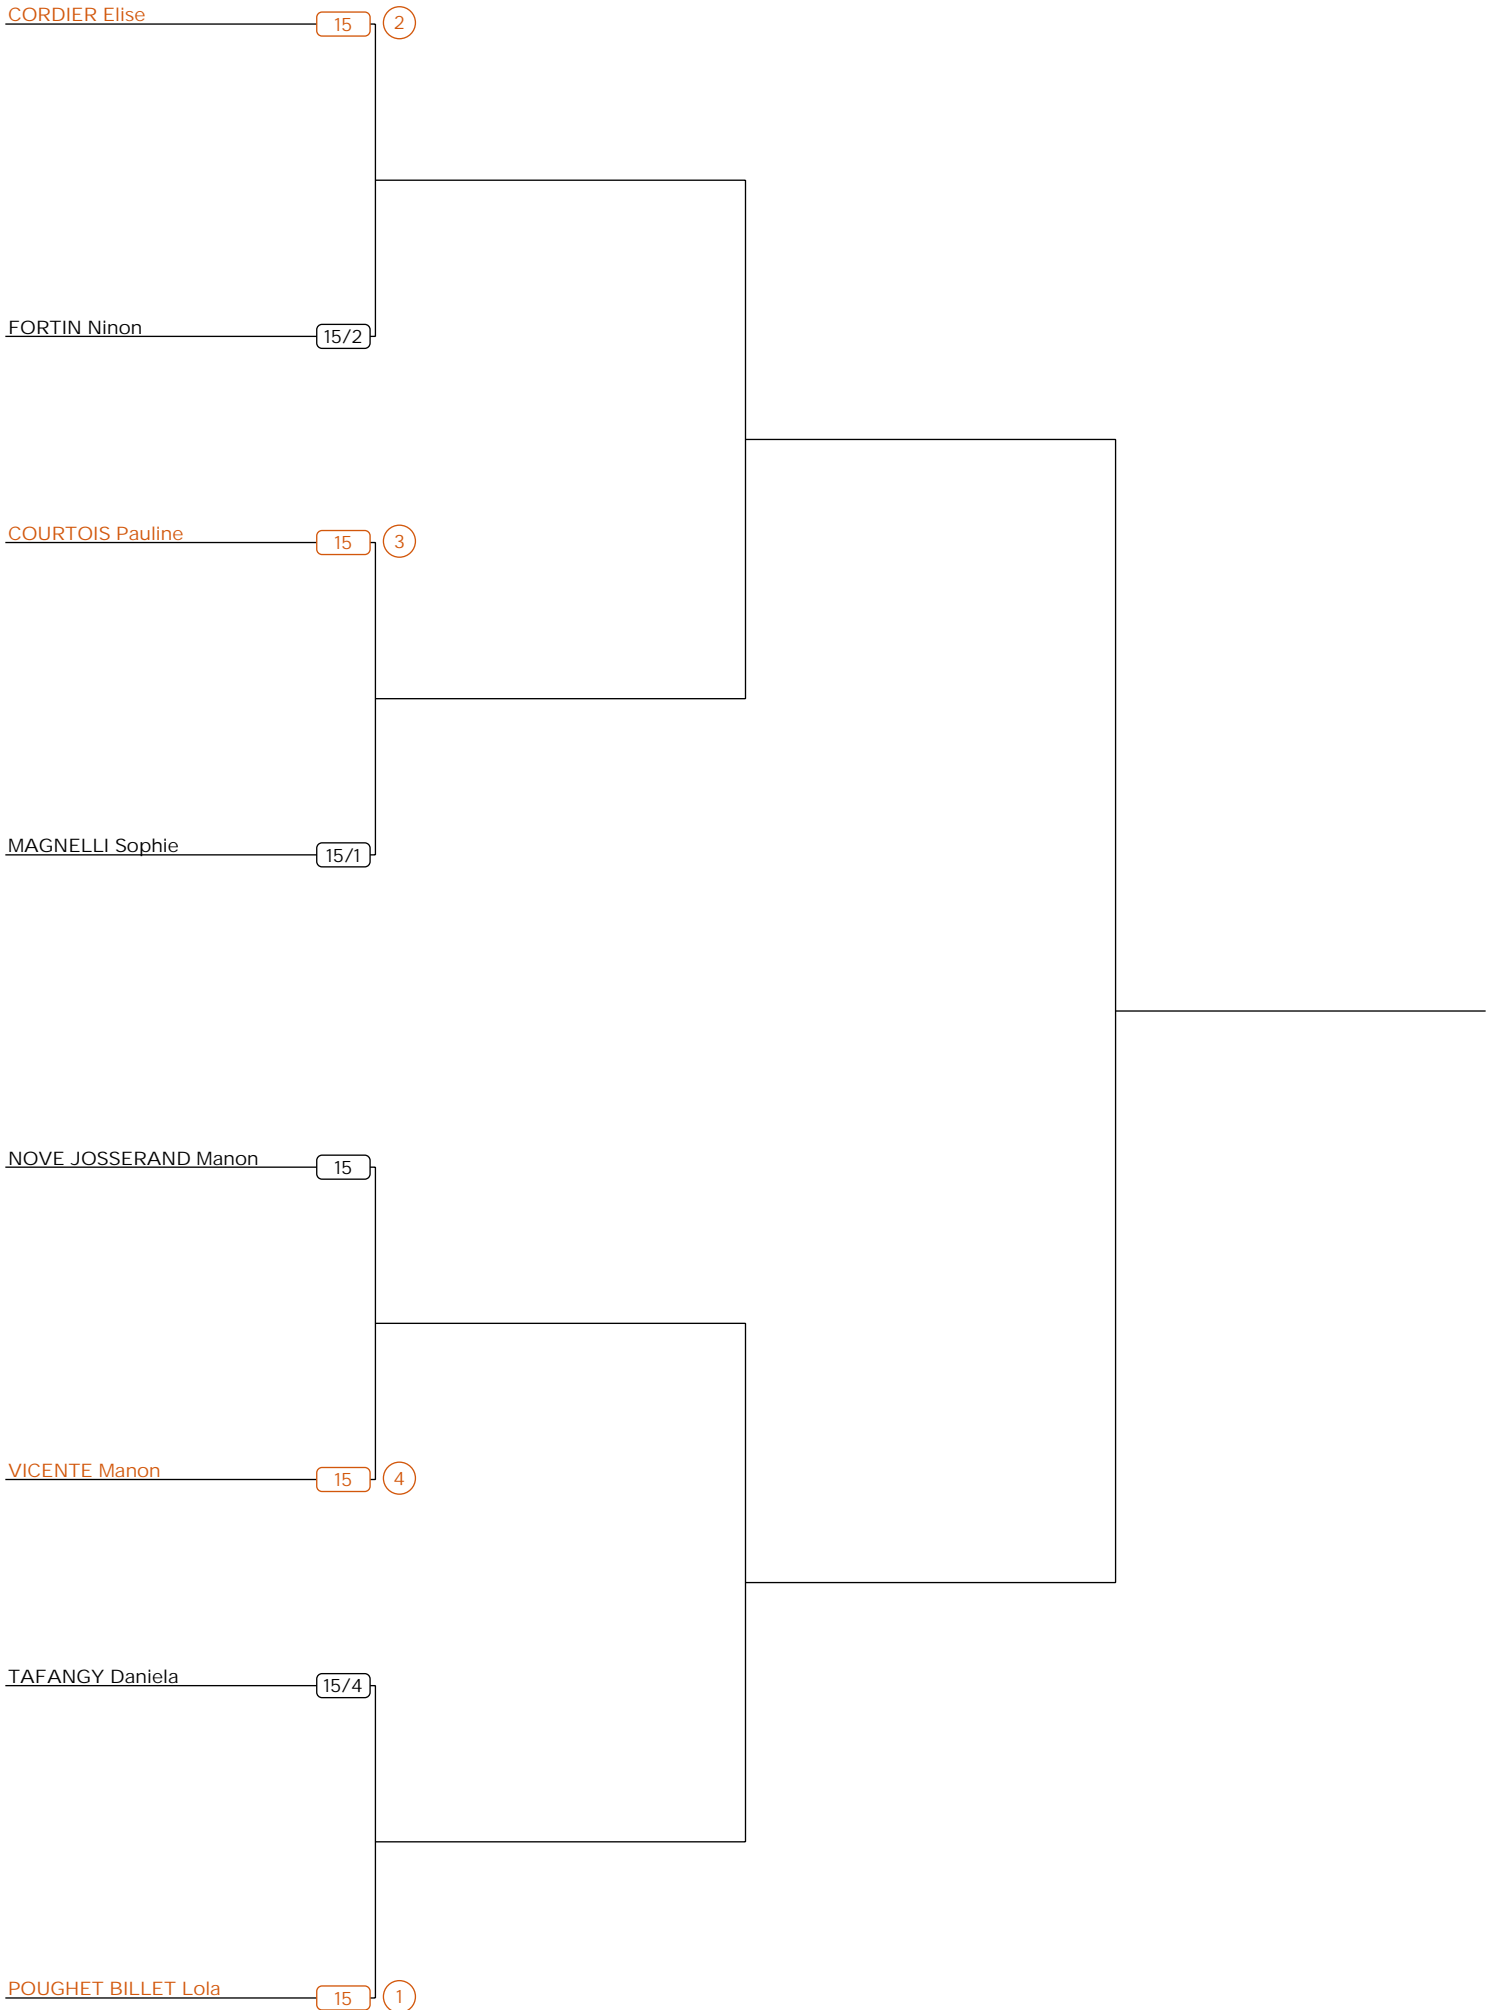 CORDIER Elise 15 2
FORTIN Ninon 15/2
COURTOIS Pauline 15 3
MAGNELLI Sophie 15/1
NOVE JOSSERAND Manon 15
VICENTE Manon 15 4
TAFANGY Daniela 15/4
POUGHET BILLET Lola 15 1